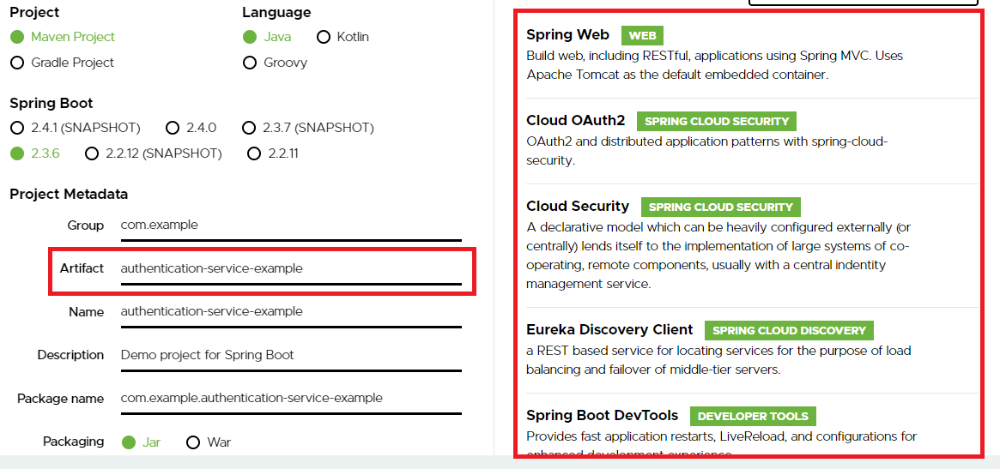 Project
Language
Maven Project
Java
Kotlin
Gradle Project
Groovy
Spring Boot
2.4.1 (SNAPSHOT)
2.4.0
2.3.7 (SNAPSHOT)
2.3.6
2.2.12 (SNAPSHOT)
2.2.11
Project Metadata
Group com.example
Artifact authentication-service-example
Name authentication-service-example
Description Demo project for Spring Boot
Package name com.example.authentication-service-example
Packaging Jar War
Spring Web WEB
Build web, including RESTful, applications using Spring MVC. Uses
Apache Tomcat as the default embedded container.
Cloud OAuth2 SPRING CLOUD SECURITY
OAuth2 and distributed application patterns with spring-cloud-
security.
Cloud Security SPRING CLOUD SECURITY
A declarative model which can be heavily configured externally (or
centrally) lends itself to the implementation of large systems of co-
operating, remote components, usually with a central indentity
management service.
Eureka Discovery Client SPRING CLOUD DISCOVERY
a REST based service for locating services for the purpose of load
balancing and failover of middle-tier servers.
Spring Boot DevTools DEVELOPER TOOLS
Provides fast application restarts, LiveReload, and configurations for
enhanced development experience.